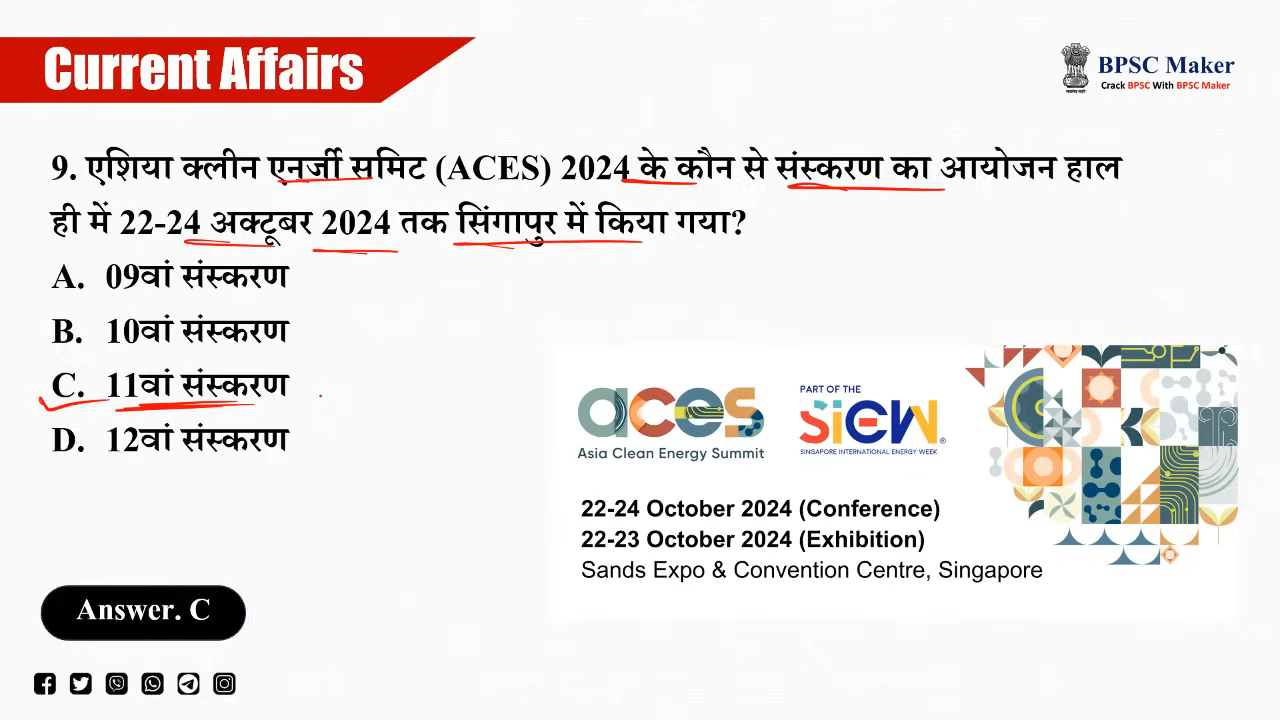 Current Affairs
BPSC Maker
Crack BPSC With BPSC Maker
9. एशिया क्लीन एनर्जी समिट (ACES) 2024 के कौन से संस्करण का आयोजन हाल
ही में 22-24 अक्टूबर 2024 तक सिंगापुर में किया गया?
A. 09वां संस्करण
B. 10वां संस्करण
C. 11वां संस्करण
D. 12वां संस्करण
aces
Asia Clean Energy Summit
PART OF THE
SiEW®
SINGAPORE INTERNATIONAL ENERGY WEEK
22-24 October 2024 (Conference)
22-23 October 2024 (Exhibition)
Sands Expo & Convention Centre, Singapore
Answer. C